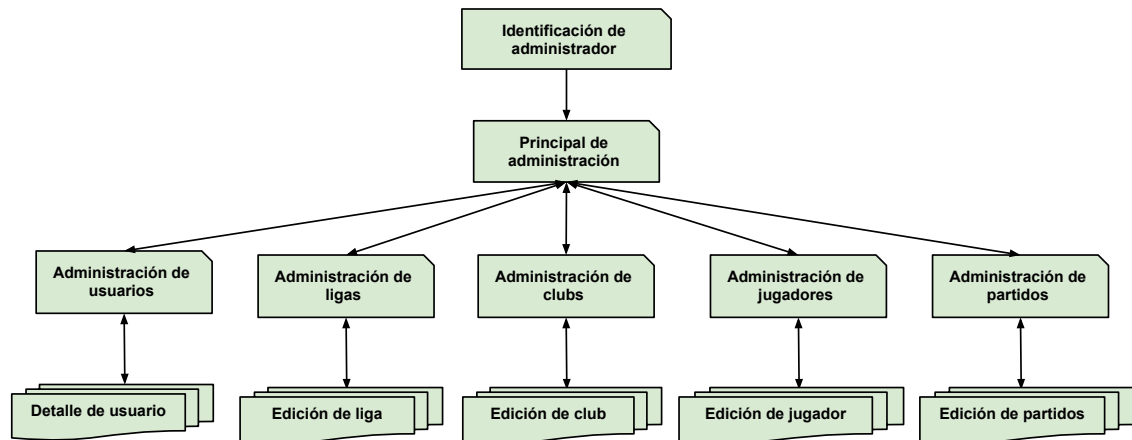 Identificación de
administrador
Principal de
administración
Administración de
usuarios
Administración de
ligas
Administración de
clubs
Administración de
jugadores
Administración de
partidos
Detalle de usuario
Edición de liga
Edición de club
Edición de jugador
Edición de partidos